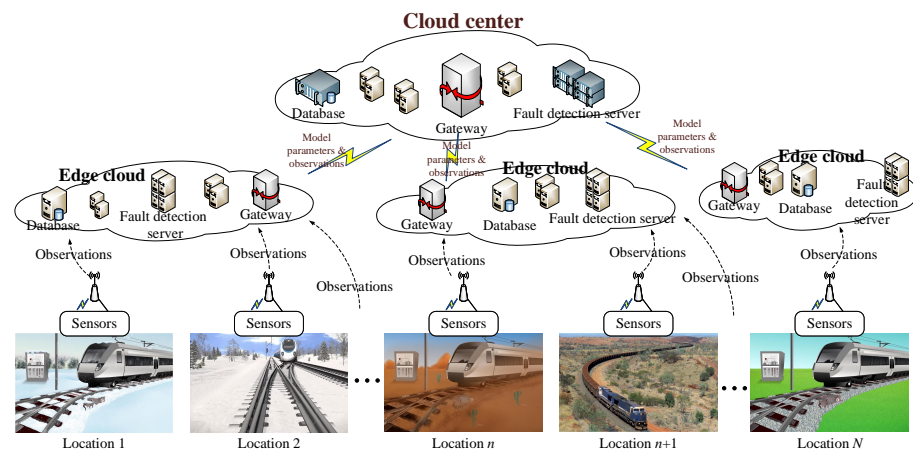 Cloud center
Database
Gateway
Fault detection server
Model
parameters &
observations
Model
parameters &
observations
Model
parameters &
observations
Edge cloud
Database
Fault detection
server
Gateway
Edge cloud
Gateway
Database
Fault detection server
Edge cloud
Gateway
Database
Fault
detection
server
Observations
Observations
Observations
Observations
Observations
Observations
Observations
Sensors
Sensors
Sensors
Sensors
Sensors
...
...
Location 1
Location 2
Location n
Location n+1
Location N